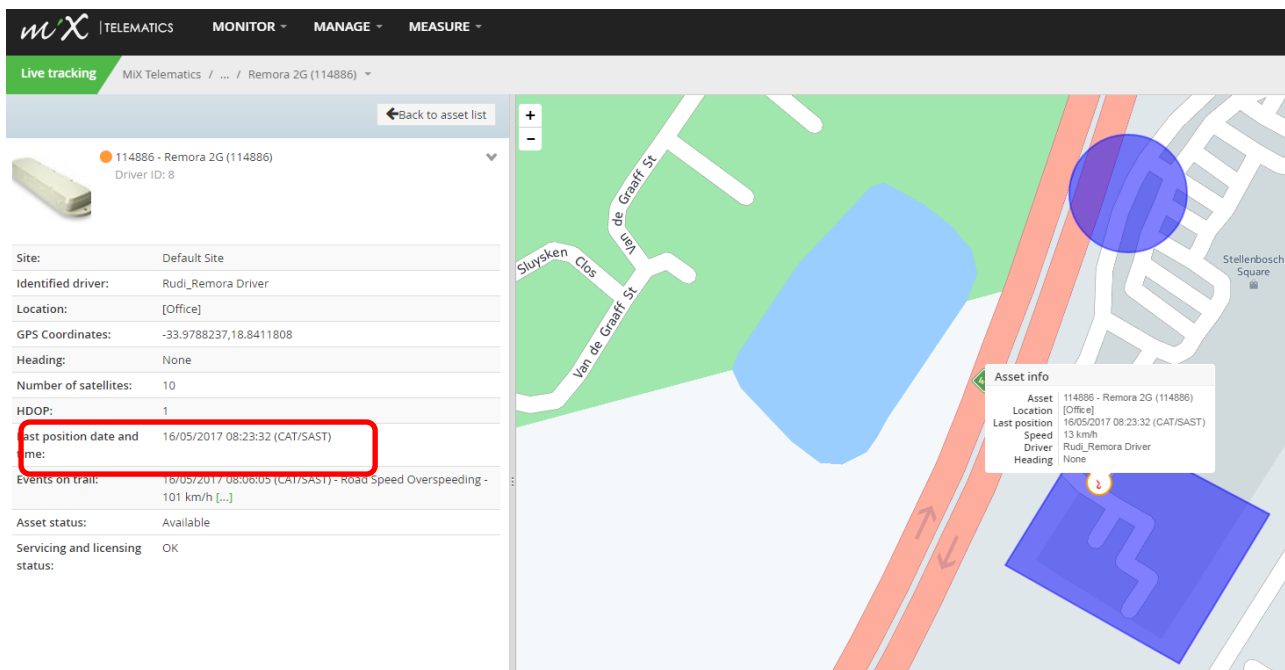 mi'X | TELEMATICS MONITOR MANAGE MEASURE
Live tracking MiX Telematics / ... / Remora 2G (114886)
Back to asset list
114886 - Remora 2G (114886)
Driver ID: 8
Site: Default Site
Identified driver: Rudi_Remora Driver
Location: [Office]
GPS Coordinates: -33.9788237,18.8411808
Heading: None
Number of satellites: 10
HDOP: 1
Last position date and 16/05/2017 08:23:32 (CAT/SAST)
time:
Events on trail: 16/05/2017 08:06:05 (CAT/SAST) - Road Speed Overspeeding -
101 km/h [...]
Asset status: Available
Servicing and licensing OK
status:
+
−
Van de Graaff St
Sluysken Clos
Van de Graaff St
Stellenbosch
Square
Asset info
Asset 114886 - Remora 2G (114886)
Location [Office]
Last position 16/05/2017 08:23:32 (CAT/SAST)
Speed 13 km/h
Driver Rudi_Remora Driver
Heading None